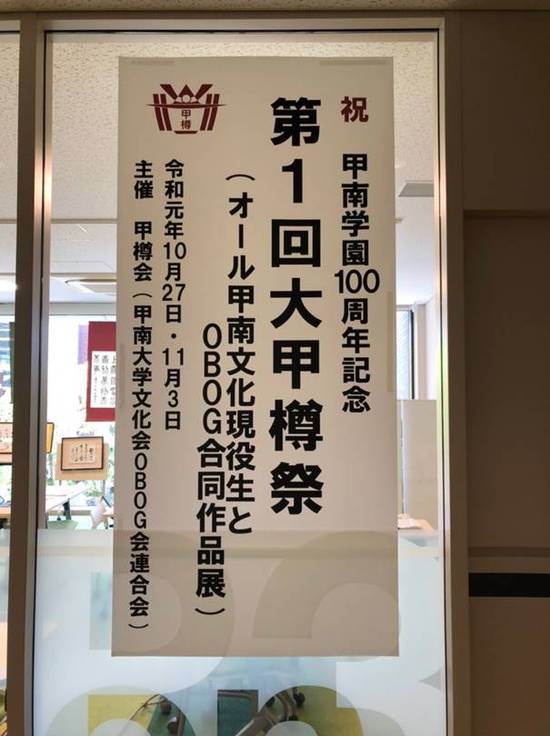 祝 甲南学園100周年記念
第1回大甲樽祭
(オール甲南文化現役生と
OBOG合同作品展)
令和元年10月27日・11月3日
主催 甲樽会(甲南大学文化会OBOG会連合会)
甲樽